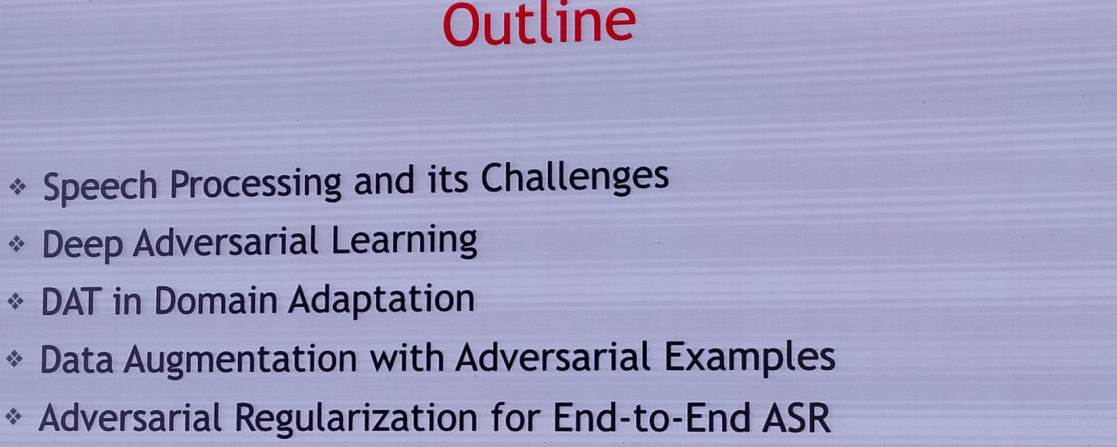 Outline
Speech Processing and its Challenges
Deep Adversarial Learning
DAT in Domain Adaptation
Data Augmentation with Adversarial Examples
Adversarial Regularization for End-to-End ASR